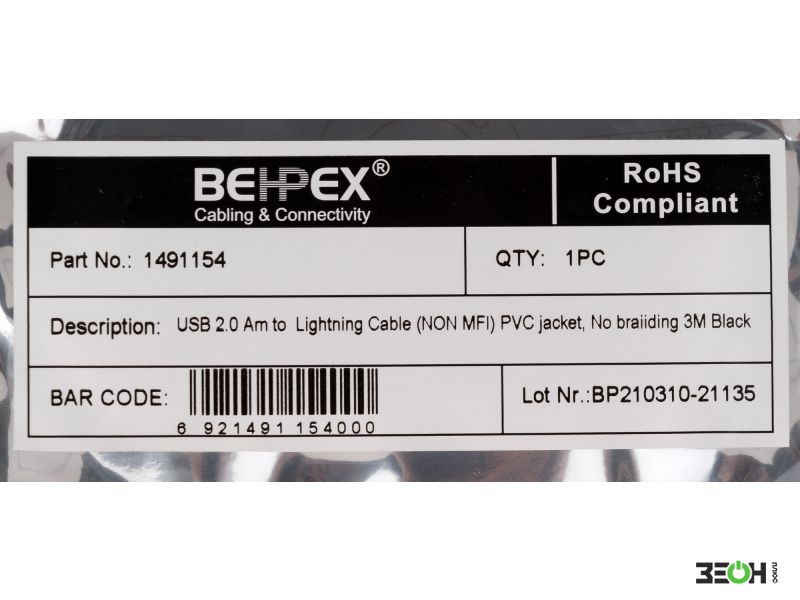 BEHPEX®
Cabling & Connectivity
RoHS
Compliant
Part No.: 1491154
QTY: 1PC
Description: USB 2.0 Am to Lightning Cable (NON MFI) PVC jacket, No braiiding 3M Black
BAR CODE:
6 921491 154000
Lot Nr.:BP210310-21135
ЗЕОН
плюс